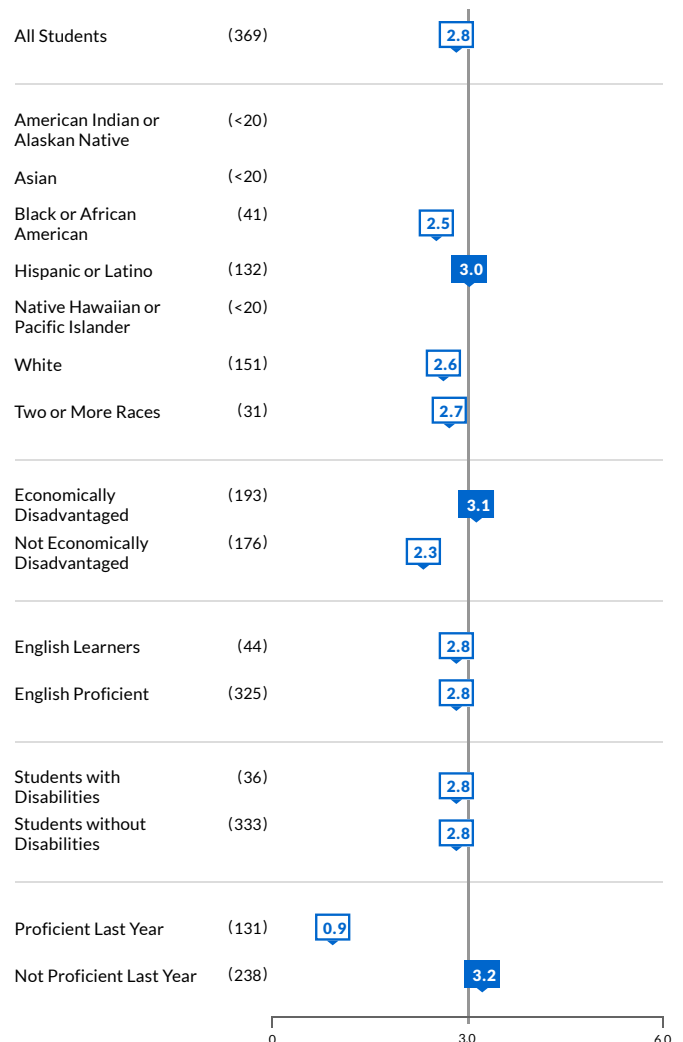 All Students (369) 2.8
American Indian or (<20)
Alaskan Native
Asian (<20)
Black or African (41) 2.5
American
Hispanic or Latino (132) 3.0
Native Hawaiian or (<20)
Pacific Islander
White (151) 2.6
Two or More Races (31) 2.7
Economically (193) 3.1
Disadvantaged
Not Economically (176) 2.3
Disadvantaged
English Learners (44) 2.8
English Proficient (325) 2.8
Students with (36) 2.8
Disabilities
Students without (333) 2.8
Disabilities
Proficient Last Year (131) 0.9
Not Proficient Last Year (238) 3.2
0 3.0 6.0